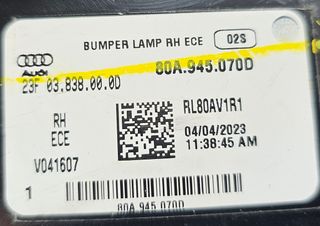 BUMPER LAMP RH ECE 02S
Audi
80A.945.070D
23F 03.838.00.0D
RL80AV1R1
RH
ECE
04/04/2023
11:38:45 AM
V041607
1
80A 945 070D